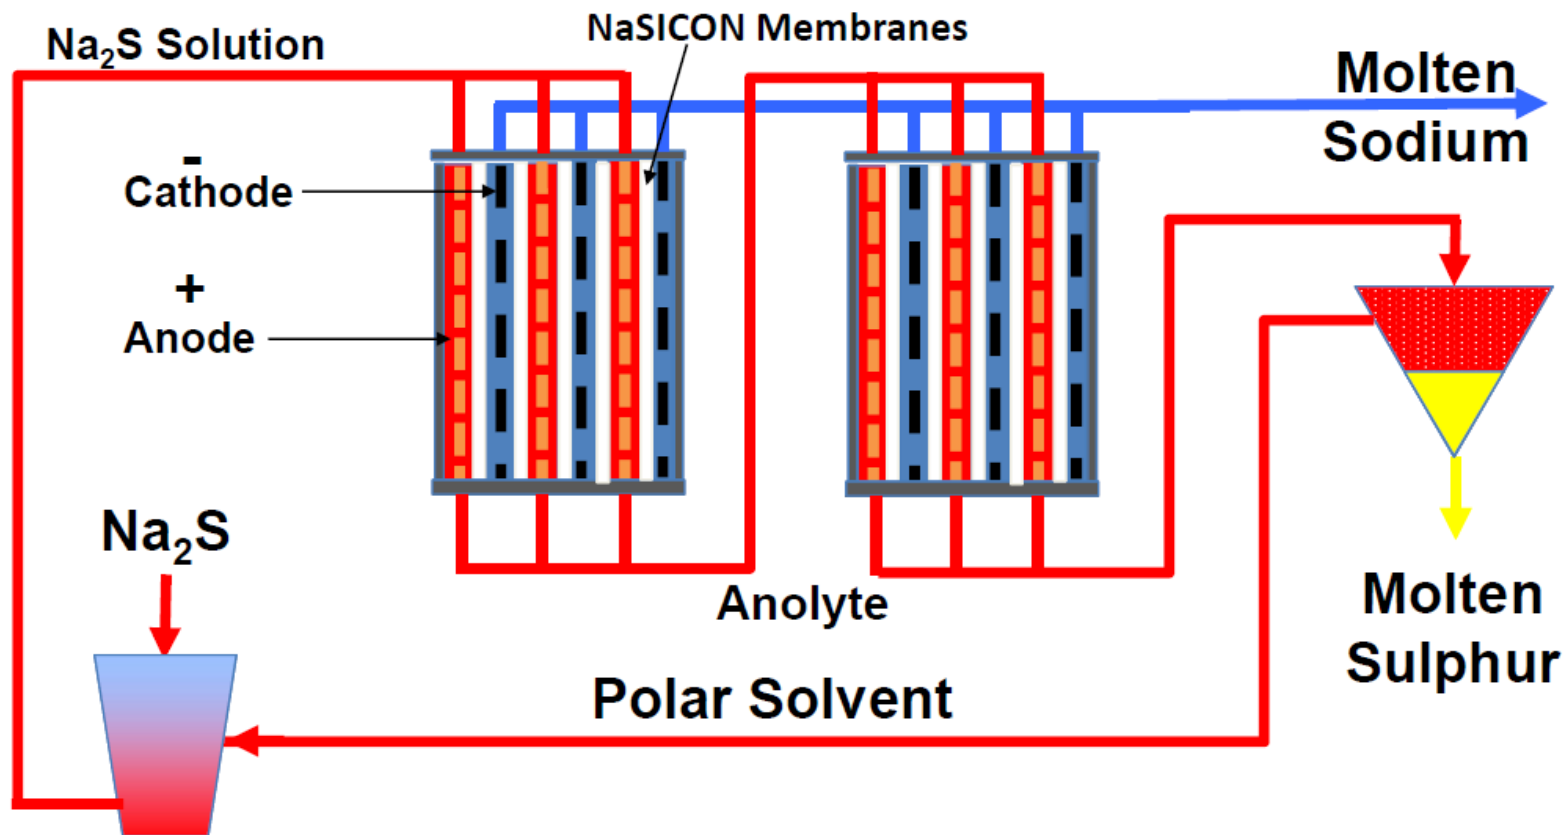 NaSICON Membranes
Na₂S Solution
Molten
Sodium
-
Cathode
+
Anode
Na₂S
Anolyte
Molten
Sulphur
Polar Solvent